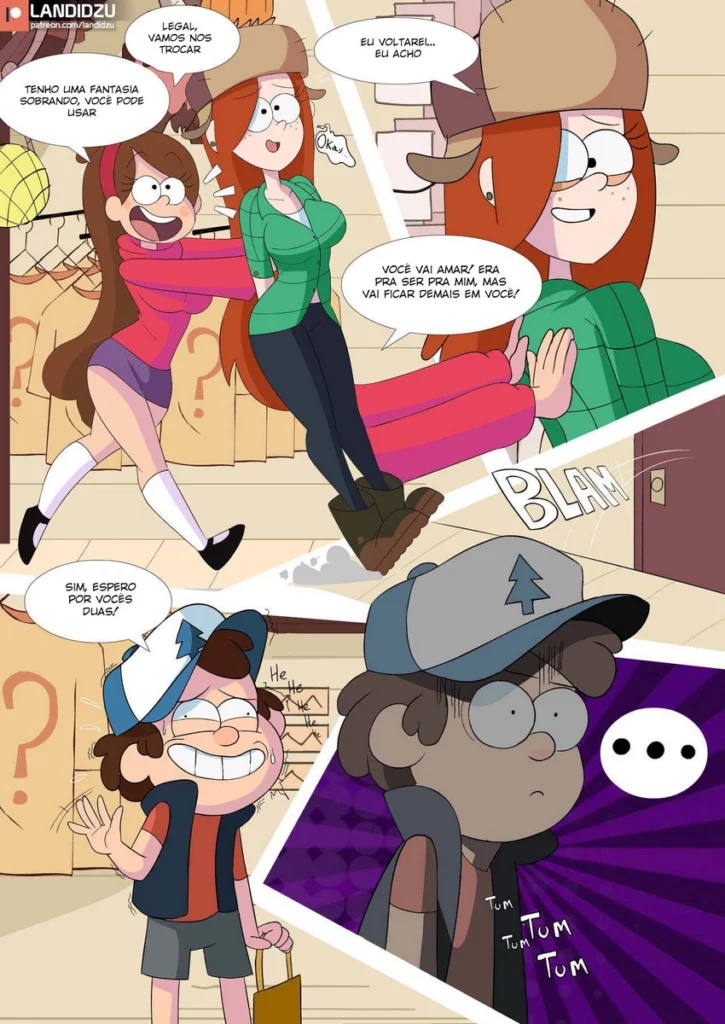 LANDIDZU
patreon.com/landidzu
LEGAL,
VAMOS NOS
TROCAR
TENHO UMA FANTASIA
SOBRANDO, VOCÊ PODE
USAR
Okay...
EU VOLTAREI...
EU ACHO
VOCÊ VAI AMAR! ERA
PRA SER PRA MIM, MAS
VAI FICAR DEMAIS EM VOCÊ!
?
?
BLAM
SIM, ESPERO
POR VOCÊS
DUAS!
?
He
He
He
He
He
...
Tum
Tum
Tum
Tum